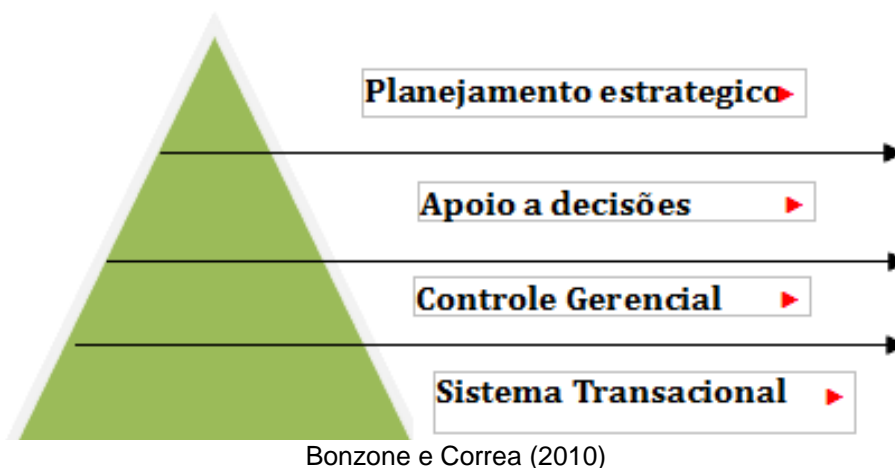 Planejamento estrategico
Apoio a decisões
Controle Gerencial
Sistema Transacional
Bonzone e Correa (2010)